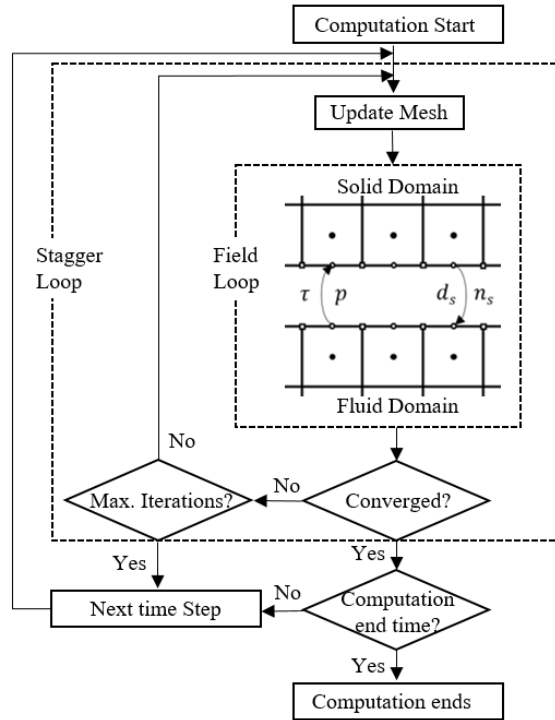 Computation Start
Update Mesh
Solid Domain
Stagger
Loop
Field
Loop
τ p
d_s n_s
Fluid Domain
No
Max. Iterations?
No
Converged?
Yes
Yes
Next time Step
No
Computation
end time?
Yes
Computation ends